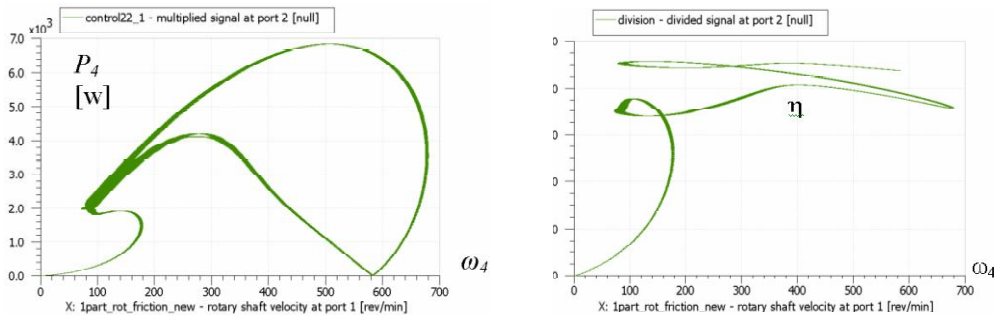 control22_1 - multiplied signal at port 2 [null]
x10³
7.0
6.0
5.0
4.0
3.0
2.0
1.0
0.0
P₄
[w]
ω₄
0 100 200 300 400 500 600 700
X: 1part_rot_friction_new - rotary shaft velocity at port 1 [rev/min]
division - divided signal at port 2 [null]
η
ω₄
0 100 200 300 400 500 600 700
X: 1part_rot_friction_new - rotary shaft velocity at port 1 [rev/min]